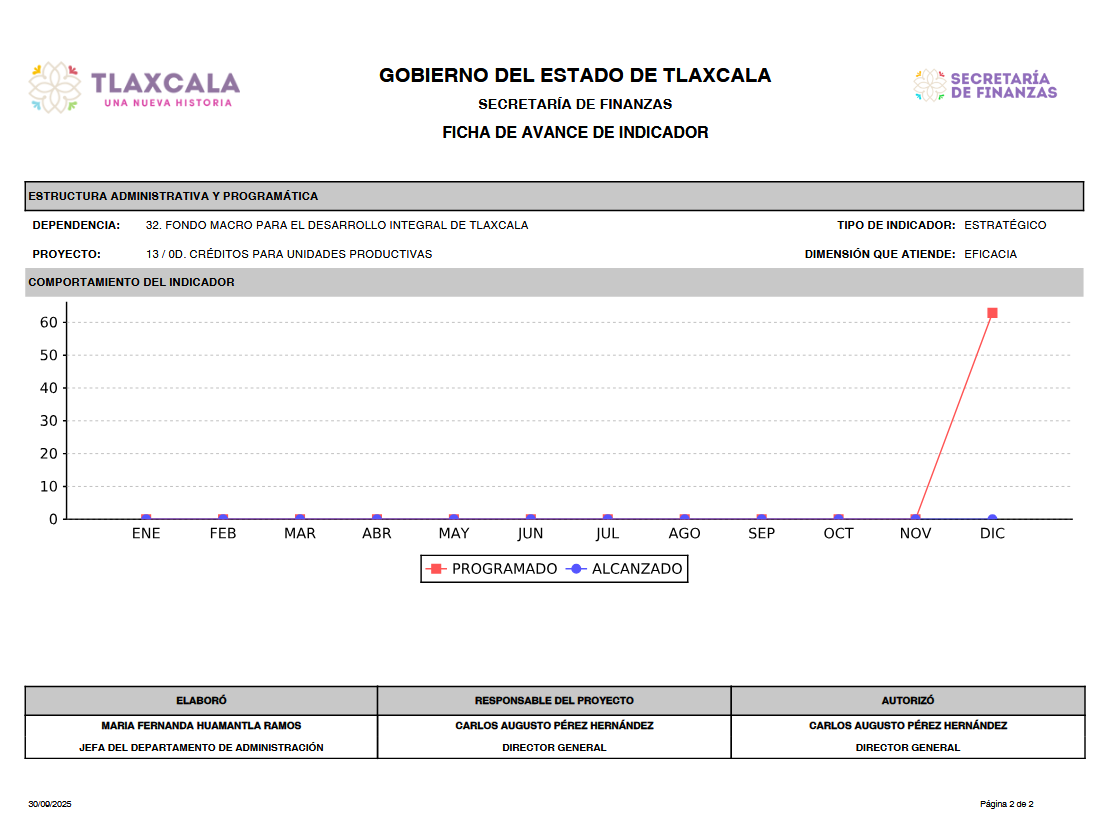 TLAXCALA
UNA NUEVA HISTORIA
GOBIERNO DEL ESTADO DE TLAXCALA
SECRETARÍA DE FINANZAS
FICHA DE AVANCE DE INDICADOR
SECRETARÍA
DE FINANZAS
ESTRUCTURA ADMINISTRATIVA Y PROGRAMÁTICA
DEPENDENCIA: 32. FONDO MACRO PARA EL DESARROLLO INTEGRAL DE TLAXCALA TIPO DE INDICADOR: ESTRATÉGICO
PROYECTO: 13 / 0D. CRÉDITOS PARA UNIDADES PRODUCTIVAS DIMENSIÓN QUE ATIENDE: EFICACIA
COMPORTAMIENTO DEL INDICADOR
60
50
40
30
20
10
0
ENE FEB MAR ABR MAY JUN JUL AGO SEP OCT NOV DIC
PROGRAMADO ALCANZADO
ELABORÓ RESPONSABLE DEL PROYECTO AUTORIZÓ
MARIA FERNANDA HUAMANTLA RAMOS CARLOS AUGUSTO PÉREZ HERNÁNDEZ CARLOS AUGUSTO PÉREZ HERNÁNDEZ
JEFA DEL DEPARTAMENTO DE ADMINISTRACIÓN DIRECTOR GENERAL DIRECTOR GENERAL
30/09/2025 Página 2 de 2